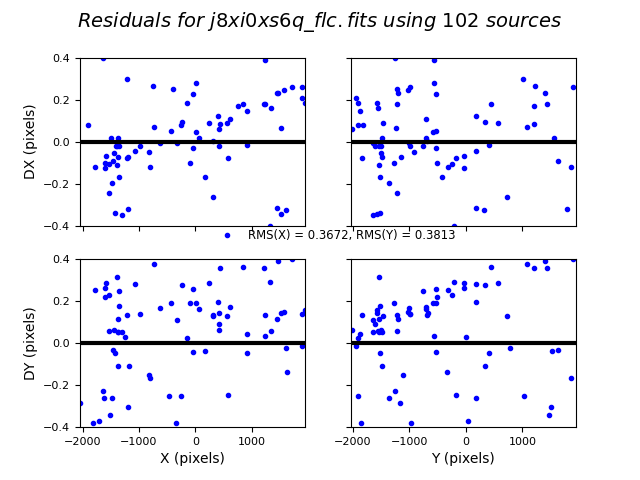 Residuals for j8xi0xs6q_flc.fits using 102 sources
DX (pixels)
0.4
0.2
0.0
−0.2
−0.4
RMS(X) = 0.3672, RMS(Y) = 0.3813
DY (pixels)
0.4
0.2
0.0
−0.2
−0.4
−2000 −1000 0 1000
−2000 −1000 0 1000
X (pixels)
Y (pixels)